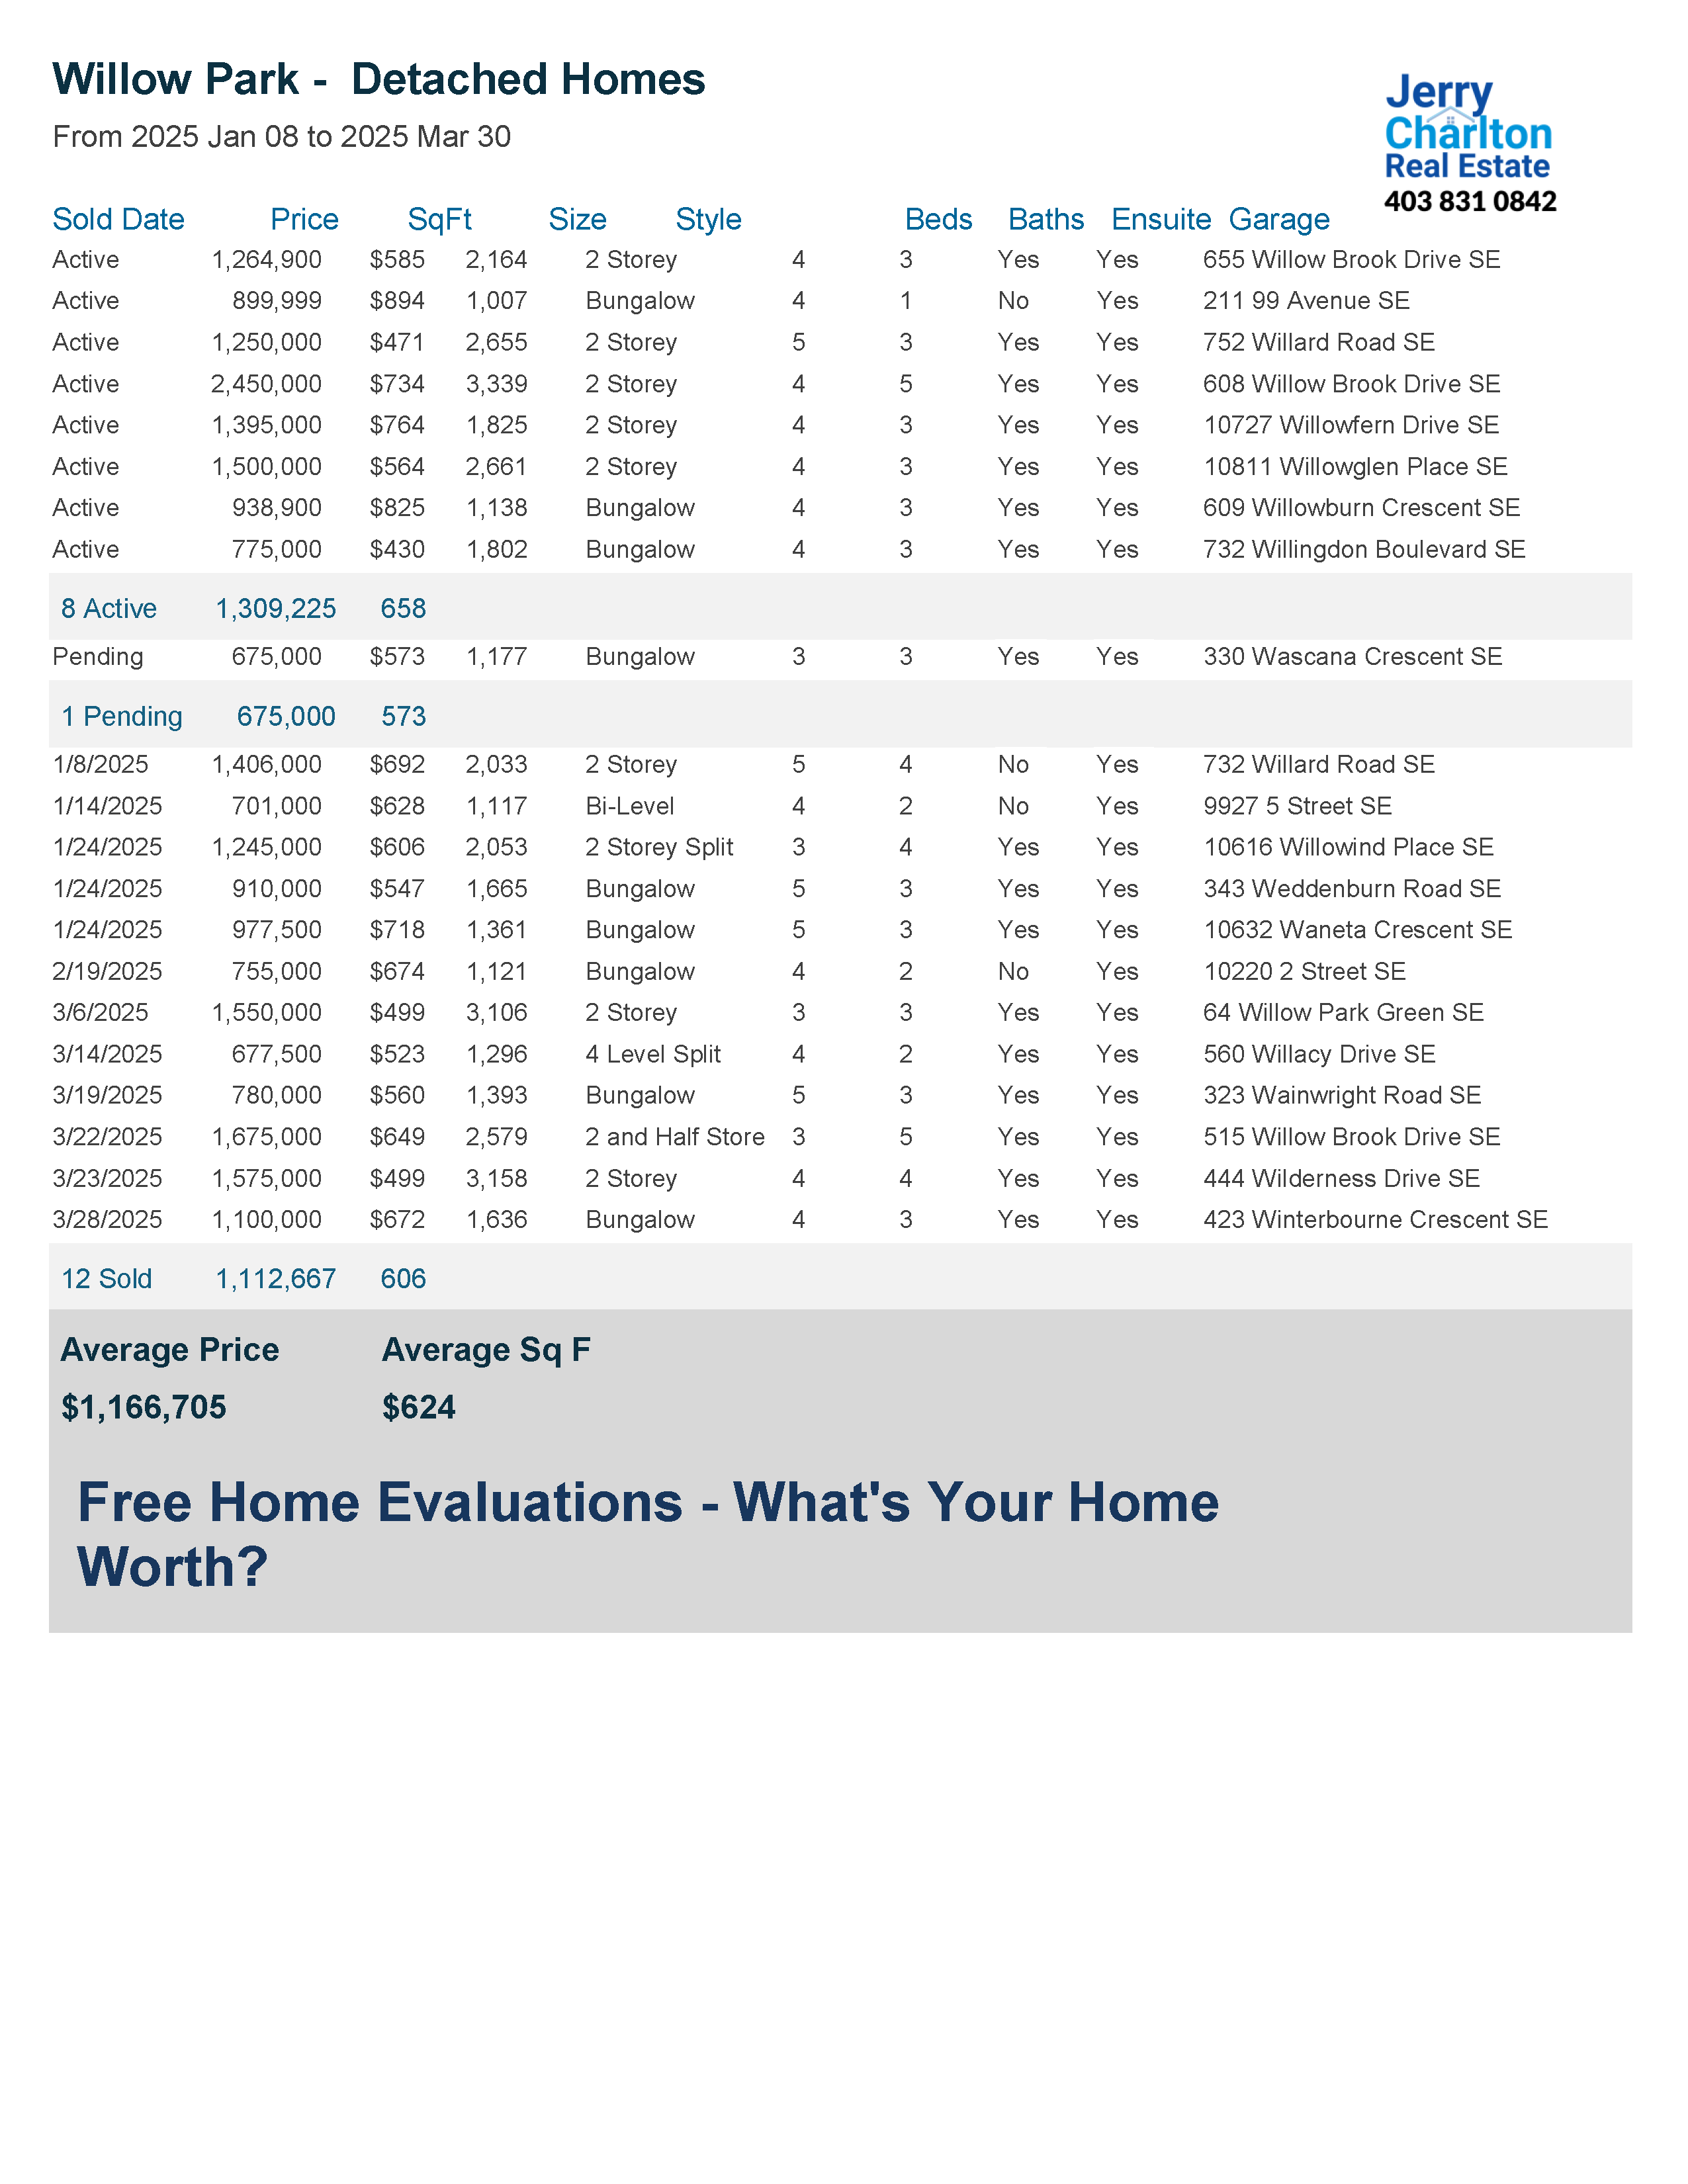 Willow Park -  Detached Homes
From 2025 Jan 08 to 2025 Mar 30
Jerry
Charlton
Real Estate
403 831 0842
Sold Date Price SqFt Size Style Beds Baths Ensuite Garage
Active 1,264,900 $585 2,164 2 Storey 4 3 Yes Yes 655 Willow Brook Drive SE
Active 899,999 $894 1,007 Bungalow 4 1 No Yes 211 99 Avenue SE
Active 1,250,000 $471 2,655 2 Storey 5 3 Yes Yes 752 Willard Road SE
Active 2,450,000 $734 3,339 2 Storey 4 5 Yes Yes 608 Willow Brook Drive SE
Active 1,395,000 $764 1,825 2 Storey 4 3 Yes Yes 10727 Willowfern Drive SE
Active 1,500,000 $564 2,661 2 Storey 4 3 Yes Yes 10811 Willowglen Place SE
Active 938,900 $825 1,138 Bungalow 4 3 Yes Yes 609 Willowburn Crescent SE
Active 775,000 $430 1,802 Bungalow 4 3 Yes Yes 732 Willingdon Boulevard SE
8 Active 1,309,225 658
Pending 675,000 $573 1,177 Bungalow 3 3 Yes Yes 330 Wascana Crescent SE
1 Pending 675,000 573
1/8/2025 1,406,000 $692 2,033 2 Storey 5 4 No Yes 732 Willard Road SE
1/14/2025 701,000 $628 1,117 Bi-Level 4 2 No Yes 9927 5 Street SE
1/24/2025 1,245,000 $606 2,053 2 Storey Split 3 4 Yes Yes 10616 Willowind Place SE
1/24/2025 910,000 $547 1,665 Bungalow 5 3 Yes Yes 343 Weddenburn Road SE
1/24/2025 977,500 $718 1,361 Bungalow 5 3 Yes Yes 10632 Waneta Crescent SE
2/19/2025 755,000 $674 1,121 Bungalow 4 2 No Yes 10220 2 Street SE
3/6/2025 1,550,000 $499 3,106 2 Storey 3 3 Yes Yes 64 Willow Park Green SE
3/14/2025 677,500 $523 1,296 4 Level Split 4 2 Yes Yes 560 Willacy Drive SE
3/19/2025 780,000 $560 1,393 Bungalow 5 3 Yes Yes 323 Wainwright Road SE
3/22/2025 1,675,000 $649 2,579 2 and Half Store 3 5 Yes Yes 515 Willow Brook Drive SE
3/23/2025 1,575,000 $499 3,158 2 Storey 4 4 Yes Yes 444 Wilderness Drive SE
3/28/2025 1,100,000 $672 1,636 Bungalow 4 3 Yes Yes 423 Winterbourne Crescent SE
12 Sold 1,112,667 606
Average Price Average Sq F
$1,166,705 $624
Free Home Evaluations - What's Your Home
Worth?